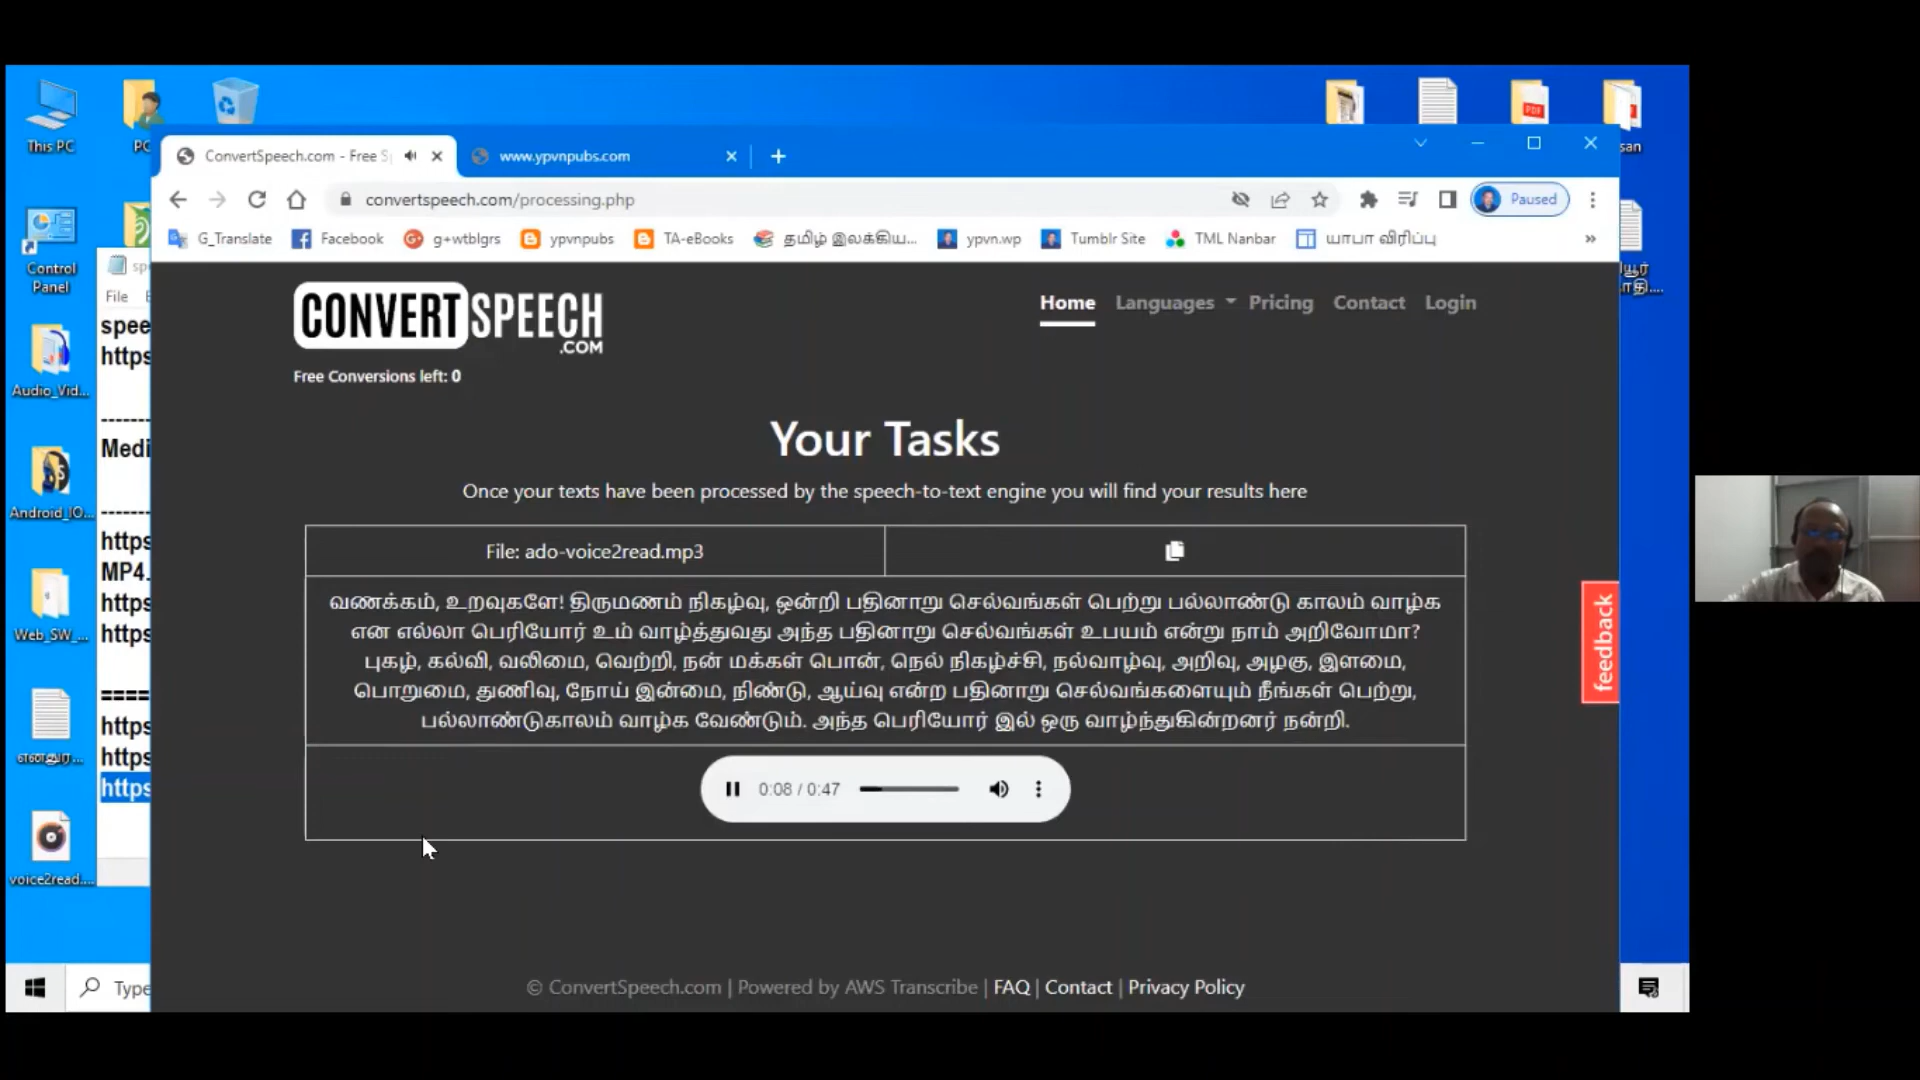 This PC
ConvertSpeech.com - Free S
www.ypvnpubs.com
convertspeech.com/processing.php
Paused
G_Translate
Facebook
g+wtblgrs
ypvnpubs
TA-eBooks
தமிழ் இலக்கிய...
ypvn.wp
Tumblr Site
TML Nanbar
யாபா விரிப்பு
»
Control
Panel
File
CONVERTSPEECH
.COM
Home
Languages
Pricing
Contact
Login
Free Conversions left: 0
Audio_Vid...
Android_IO...
Web_SW_...
voice2read....
https
MP4.
https
https
====
https
https
https
Your Tasks
Once your texts have been processed by the speech-to-text engine you will find your results here
File: ado-voice2read.mp3
வணக்கம், உறவுகளே! திருமணம் நிகழ்வு, ஒன்றி பதினாறு செல்வங்கள் பெற்று பல்லாண்டு காலம் வாழ்க
என எல்லா பெரியோர் உம் வாழ்த்துவது அந்த பதினாறு செல்வங்கள் உபயம் என்று நாம் அறிவோமா?
புகழ், கல்வி, வலிமை, வெற்றி, நன் மக்கள் பொன், நெல் நிகழ்ச்சி, நல்வாழ்வு, அறிவு, அழகு, இளமை,
பொறுமை, துணிவு, நோய் இன்மை, நிண்டு, ஆய்வு என்ற பதினாறு செல்வங்களையும் நீங்கள் பெற்று,
பல்லாண்டுகாலம் வாழ்க வேண்டும். அந்த பெரியோர் இல் ஒரு வாழ்ந்துகின்றனர் நன்றி.
0:08 / 0:47
feedback
© ConvertSpeech.com | Powered by AWS Transcribe | FAQ | Contact | Privacy Policy
Type